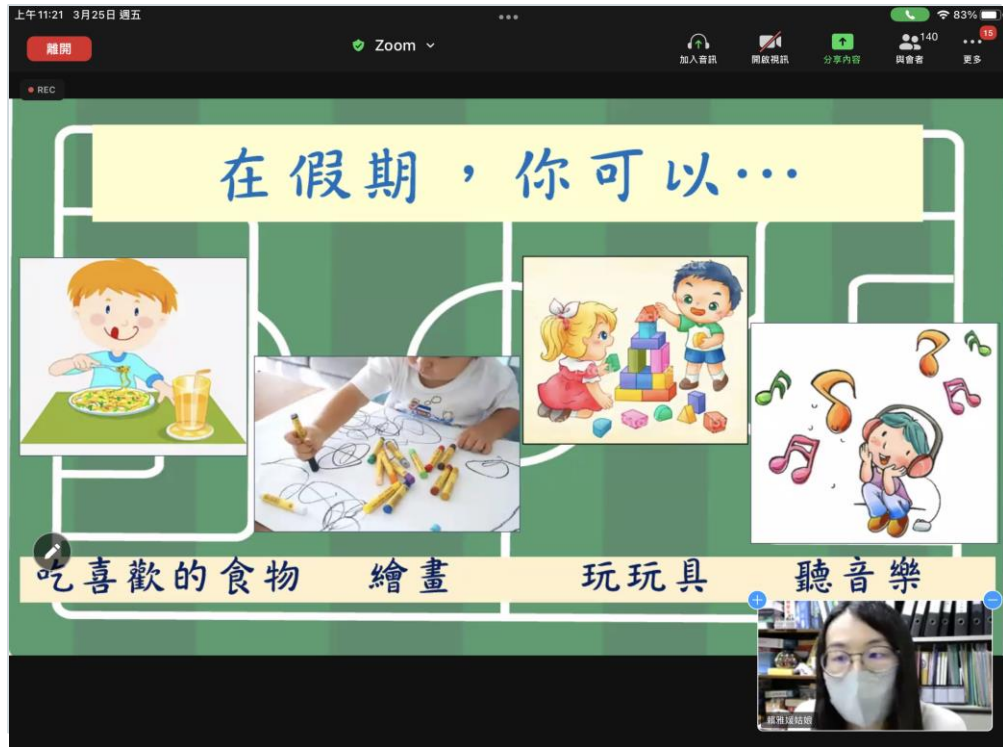 上午11:21 3月25日 週五
83%
離開
Zoom
加入音訊
開啟視訊
分享內容
140
與會者
15
更多
REC
在假期，你可以…
吃喜歡的食物 繪畫 玩玩具 聽音樂